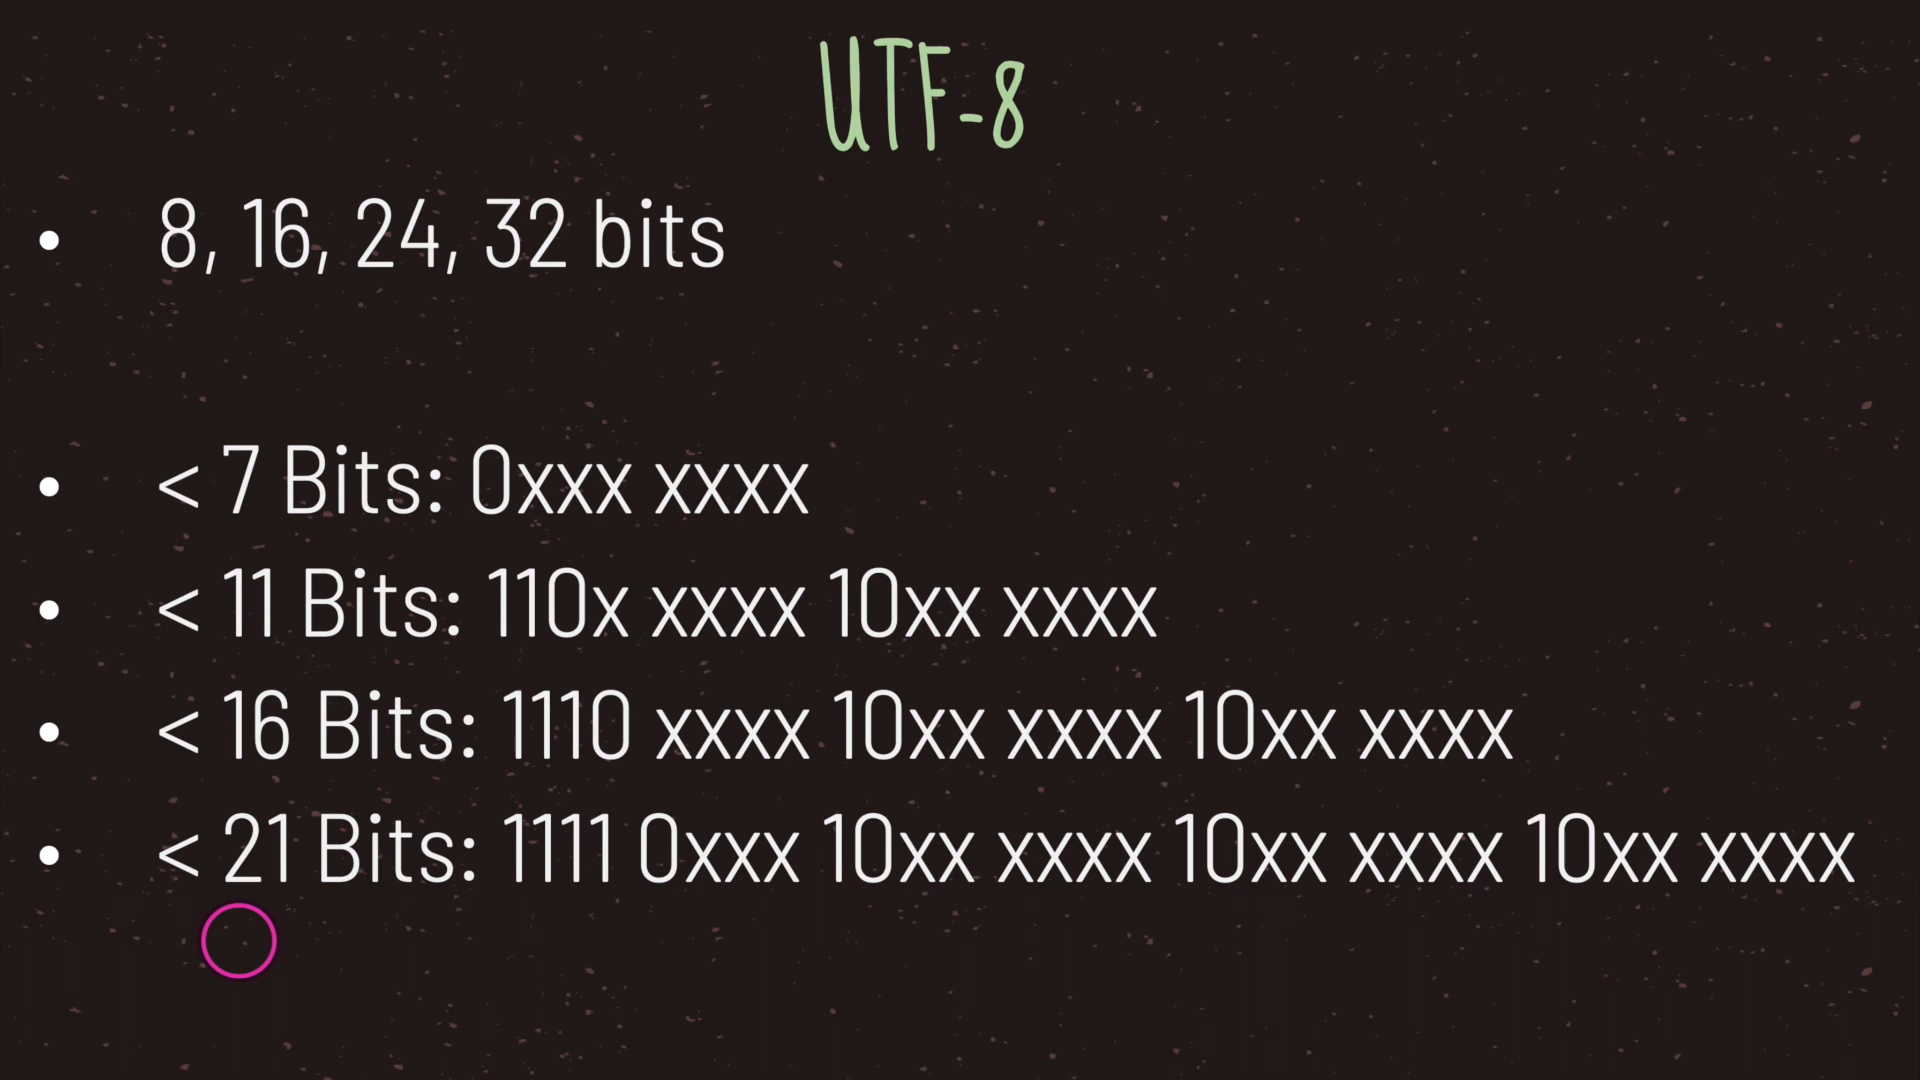 UTF-8
• 8, 16, 24, 32 bits
• < 7 Bits: 0xxx xxxx
• < 11 Bits: 110x xxxx 10xx xxxx
• < 16 Bits: 1110 xxxx 10xx xxxx 10xx xxxx
• < 21 Bits: 1111 0xxx 10xx xxxx 10xx xxxx 10xx xxxx